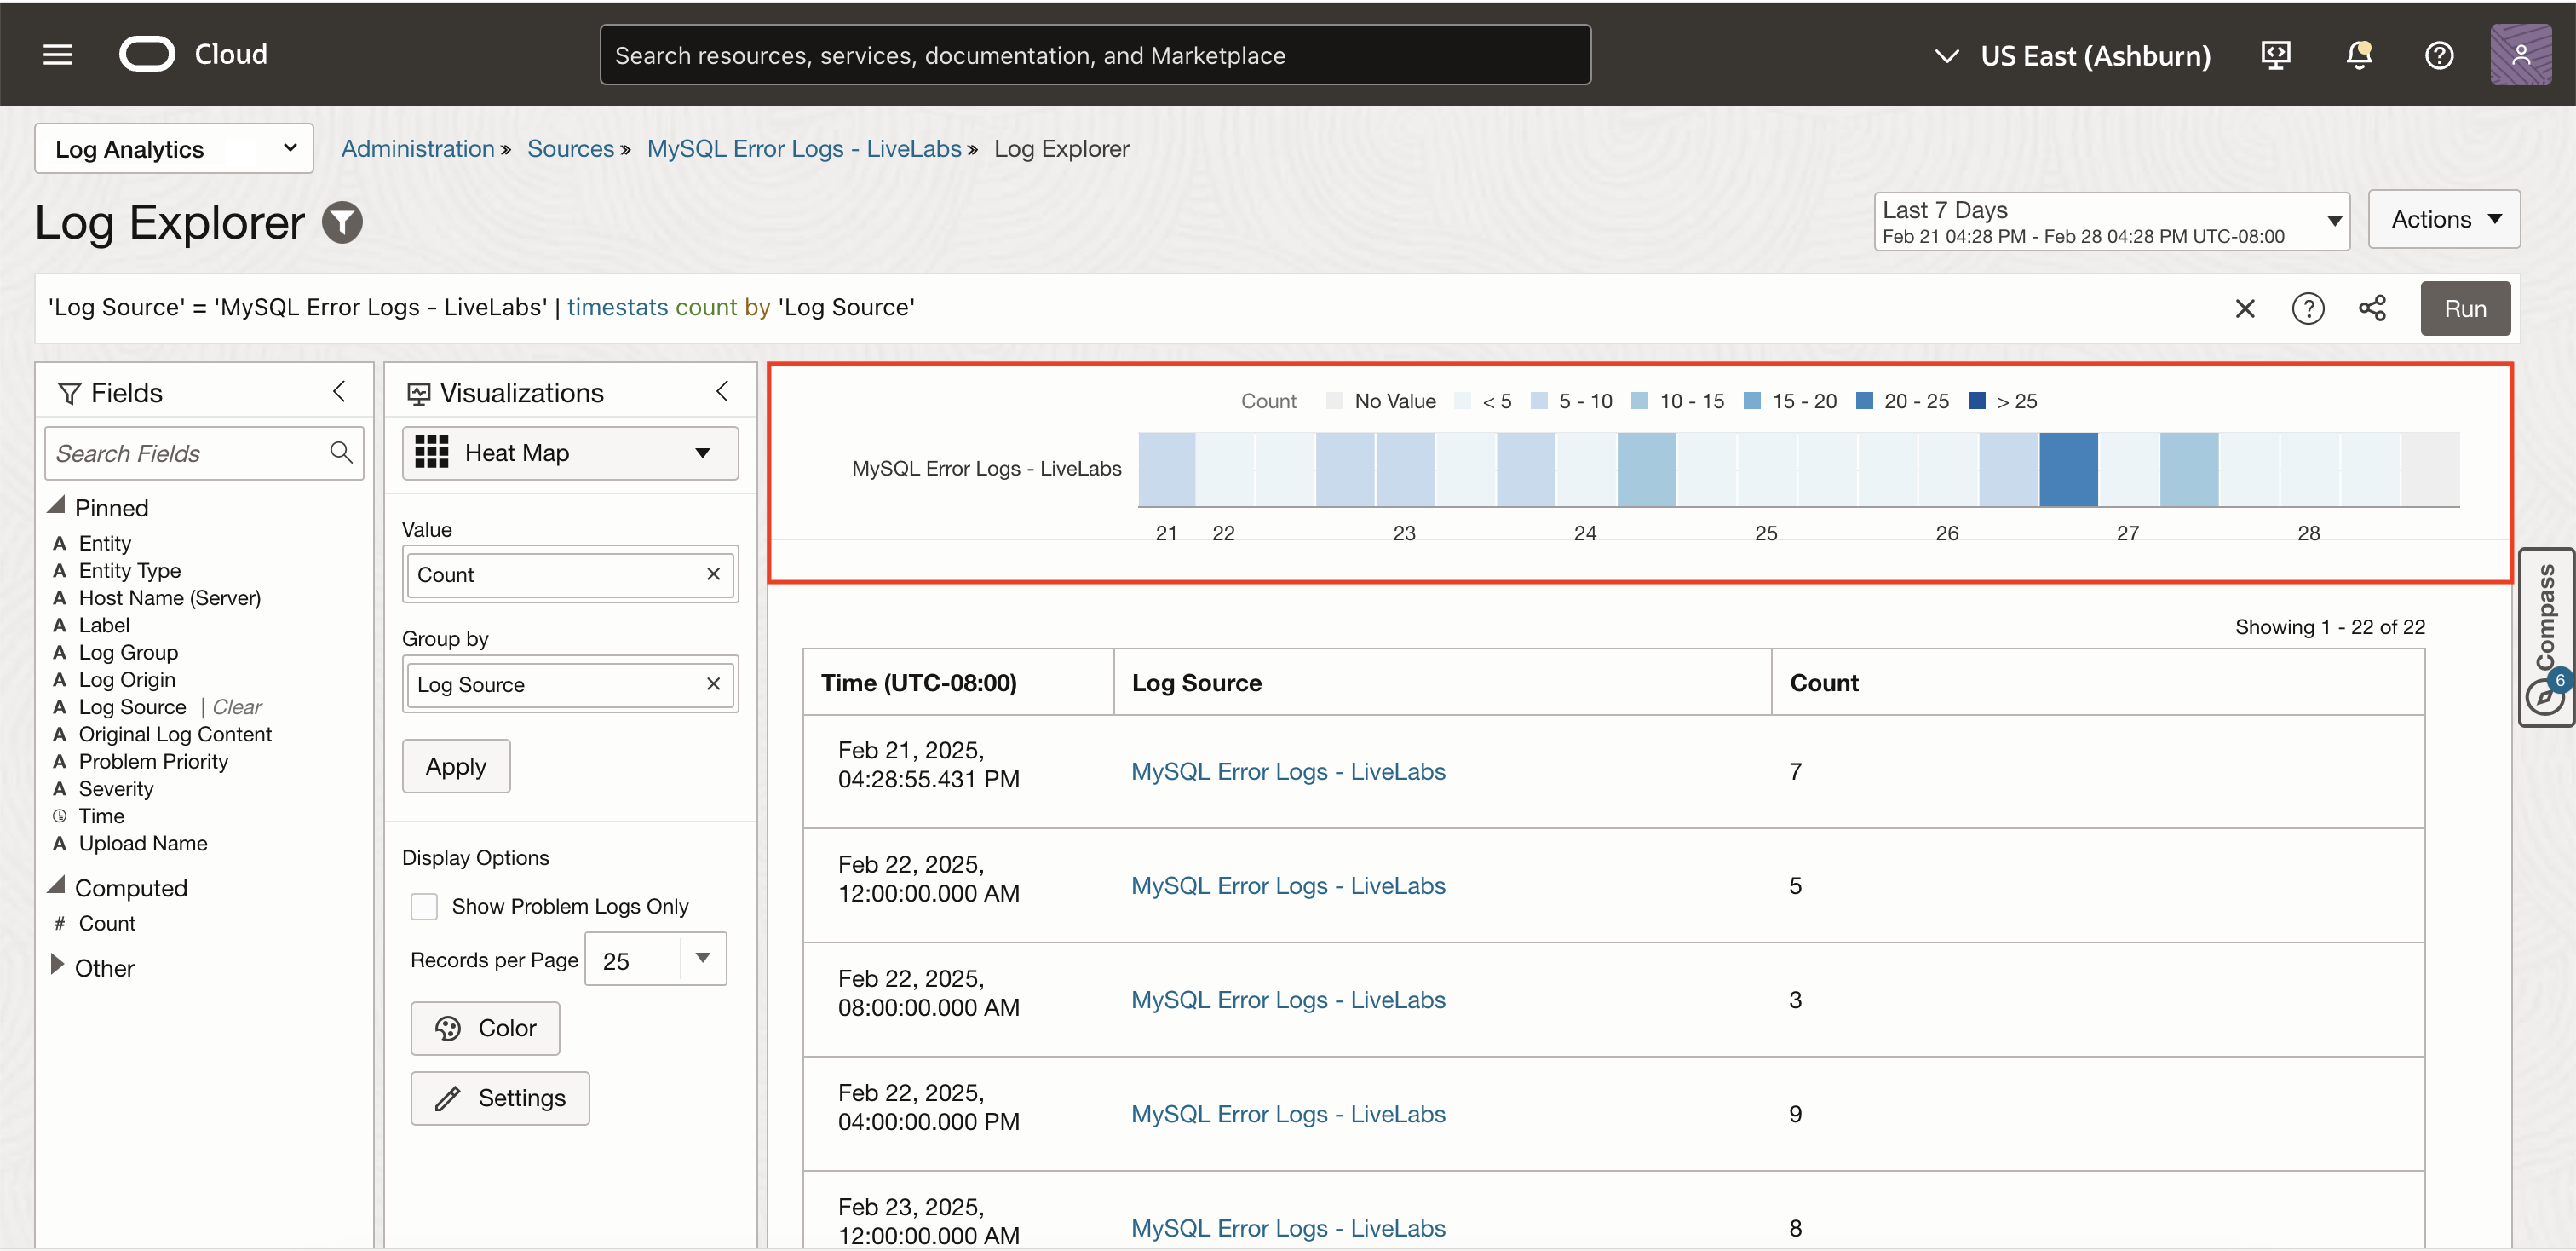 Cloud
Search resources, services, documentation, and Marketplace
US East (Ashburn)
Log Analytics
Administration » Sources » MySQL Error Logs - LiveLabs » Log Explorer
Log Explorer
Last 7 Days
Feb 21 04:28 PM - Feb 28 04:28 PM UTC-08:00
Actions
'Log Source' = 'MySQL Error Logs - LiveLabs' | timestats count by 'Log Source'
Run
Fields
Search Fields
Pinned
A Entity
A Entity Type
A Host Name (Server)
A Label
A Log Group
A Log Origin
A Log Source | Clear
A Original Log Content
A Problem Priority
A Severity
Time
A Upload Name
Computed
# Count
Other
Visualizations
Heat Map
Value
Count
Group by
Log Source
Apply
Display Options
Show Problem Logs Only
Records per Page 25
Color
Settings
Count No Value < 5 5 - 10 10 - 15 15 - 20 20 - 25 > 25
MySQL Error Logs - LiveLabs
21 22 23 24 25 26 27 28
Showing 1 - 22 of 22
Time (UTC-08:00) Log Source Count
Feb 21, 2025,
04:28:55.431 PM MySQL Error Logs - LiveLabs 7
Feb 22, 2025,
12:00:00.000 AM MySQL Error Logs - LiveLabs 5
Feb 22, 2025,
08:00:00.000 AM MySQL Error Logs - LiveLabs 3
Feb 22, 2025,
04:00:00.000 PM MySQL Error Logs - LiveLabs 9
Feb 23, 2025,
12:00:00.000 AM MySQL Error Logs - LiveLabs 8
Compass
6